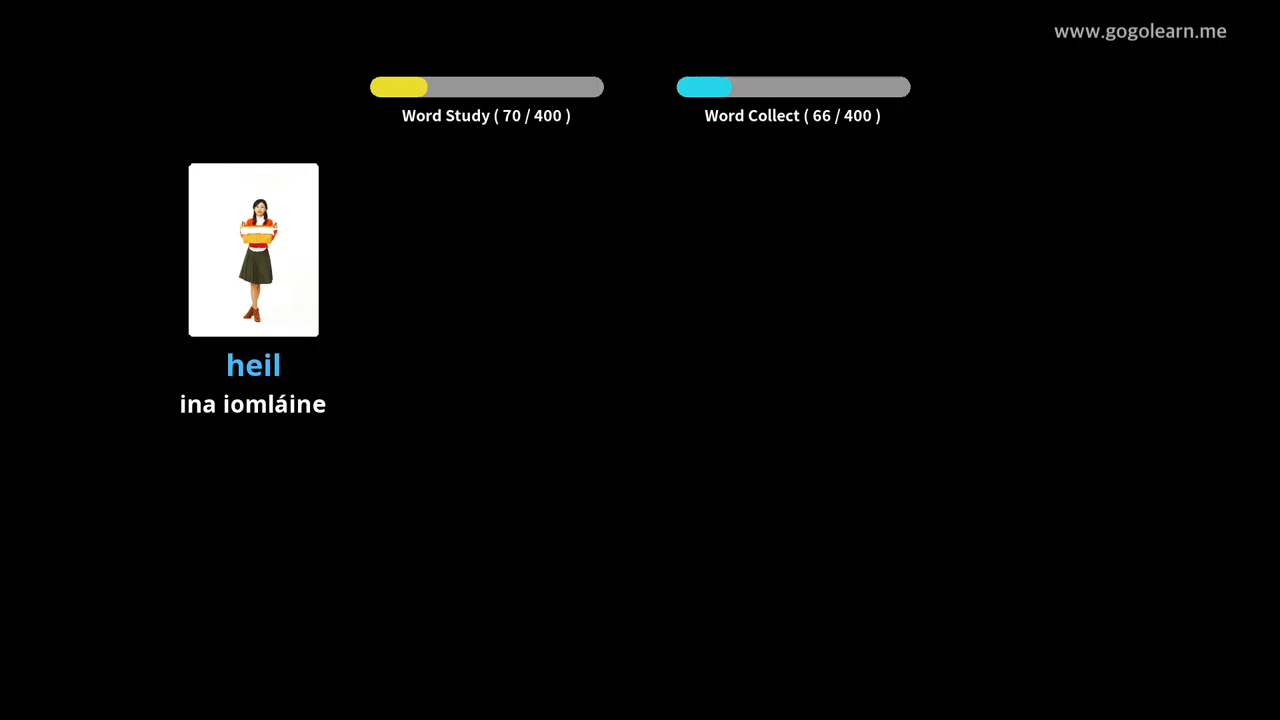 www.gogolearn.me
Word Study ( 70 / 400 )
Word Collect ( 66 / 400 )
heil
ina iomláine